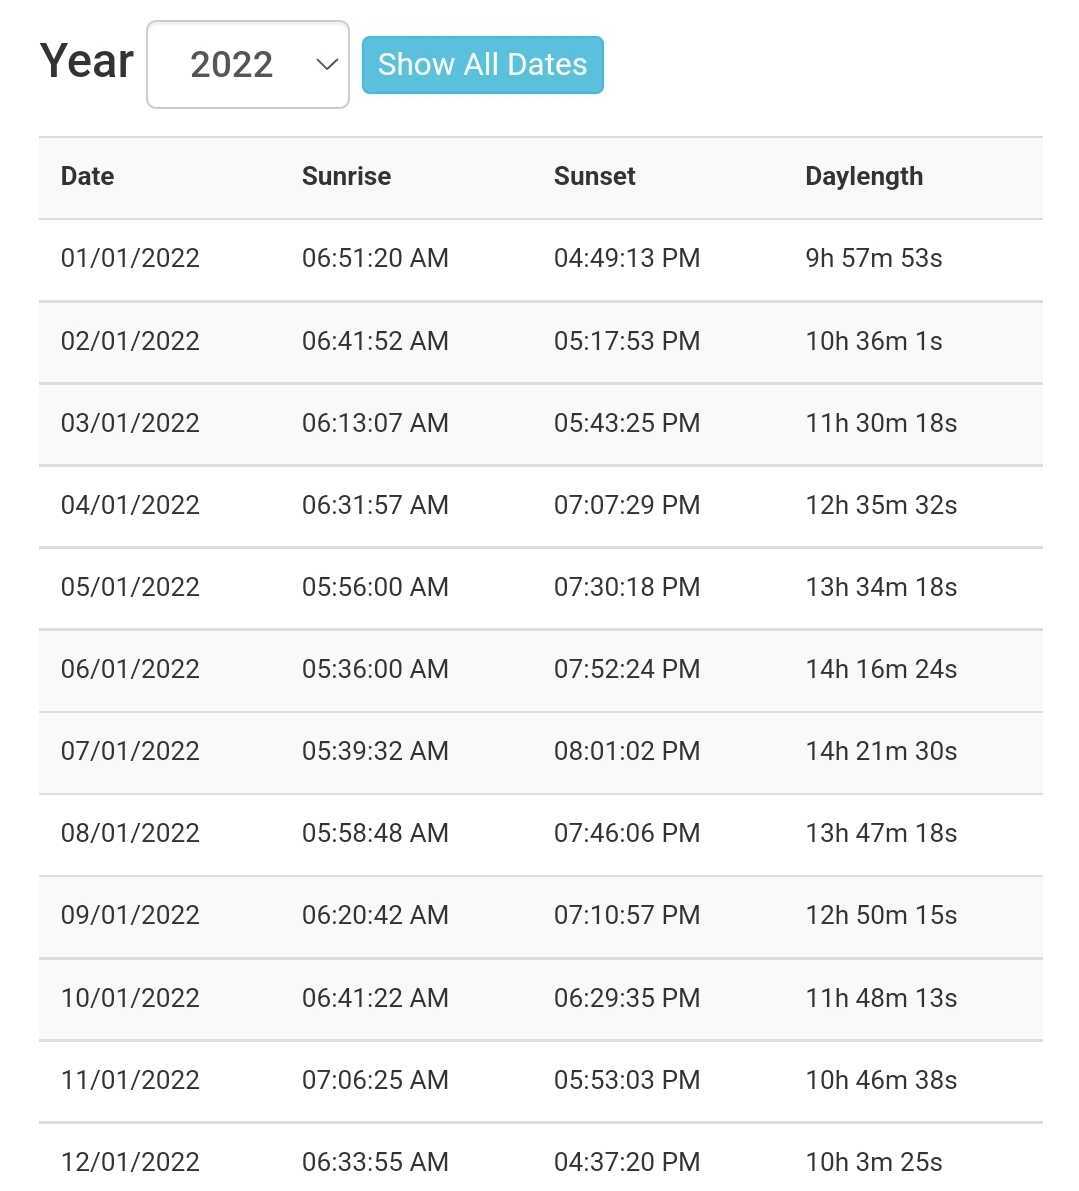 Year 2022 Show All Dates
Date Sunrise Sunset Daylength
01/01/2022 06:51:20 AM 04:49:13 PM 9h 57m 53s
02/01/2022 06:41:52 AM 05:17:53 PM 10h 36m 1s
03/01/2022 06:13:07 AM 05:43:25 PM 11h 30m 18s
04/01/2022 06:31:57 AM 07:07:29 PM 12h 35m 32s
05/01/2022 05:56:00 AM 07:30:18 PM 13h 34m 18s
06/01/2022 05:36:00 AM 07:52:24 PM 14h 16m 24s
07/01/2022 05:39:32 AM 08:01:02 PM 14h 21m 30s
08/01/2022 05:58:48 AM 07:46:06 PM 13h 47m 18s
09/01/2022 06:20:42 AM 07:10:57 PM 12h 50m 15s
10/01/2022 06:41:22 AM 06:29:35 PM 11h 48m 13s
11/01/2022 07:06:25 AM 05:53:03 PM 10h 46m 38s
12/01/2022 06:33:55 AM 04:37:20 PM 10h 3m 25s